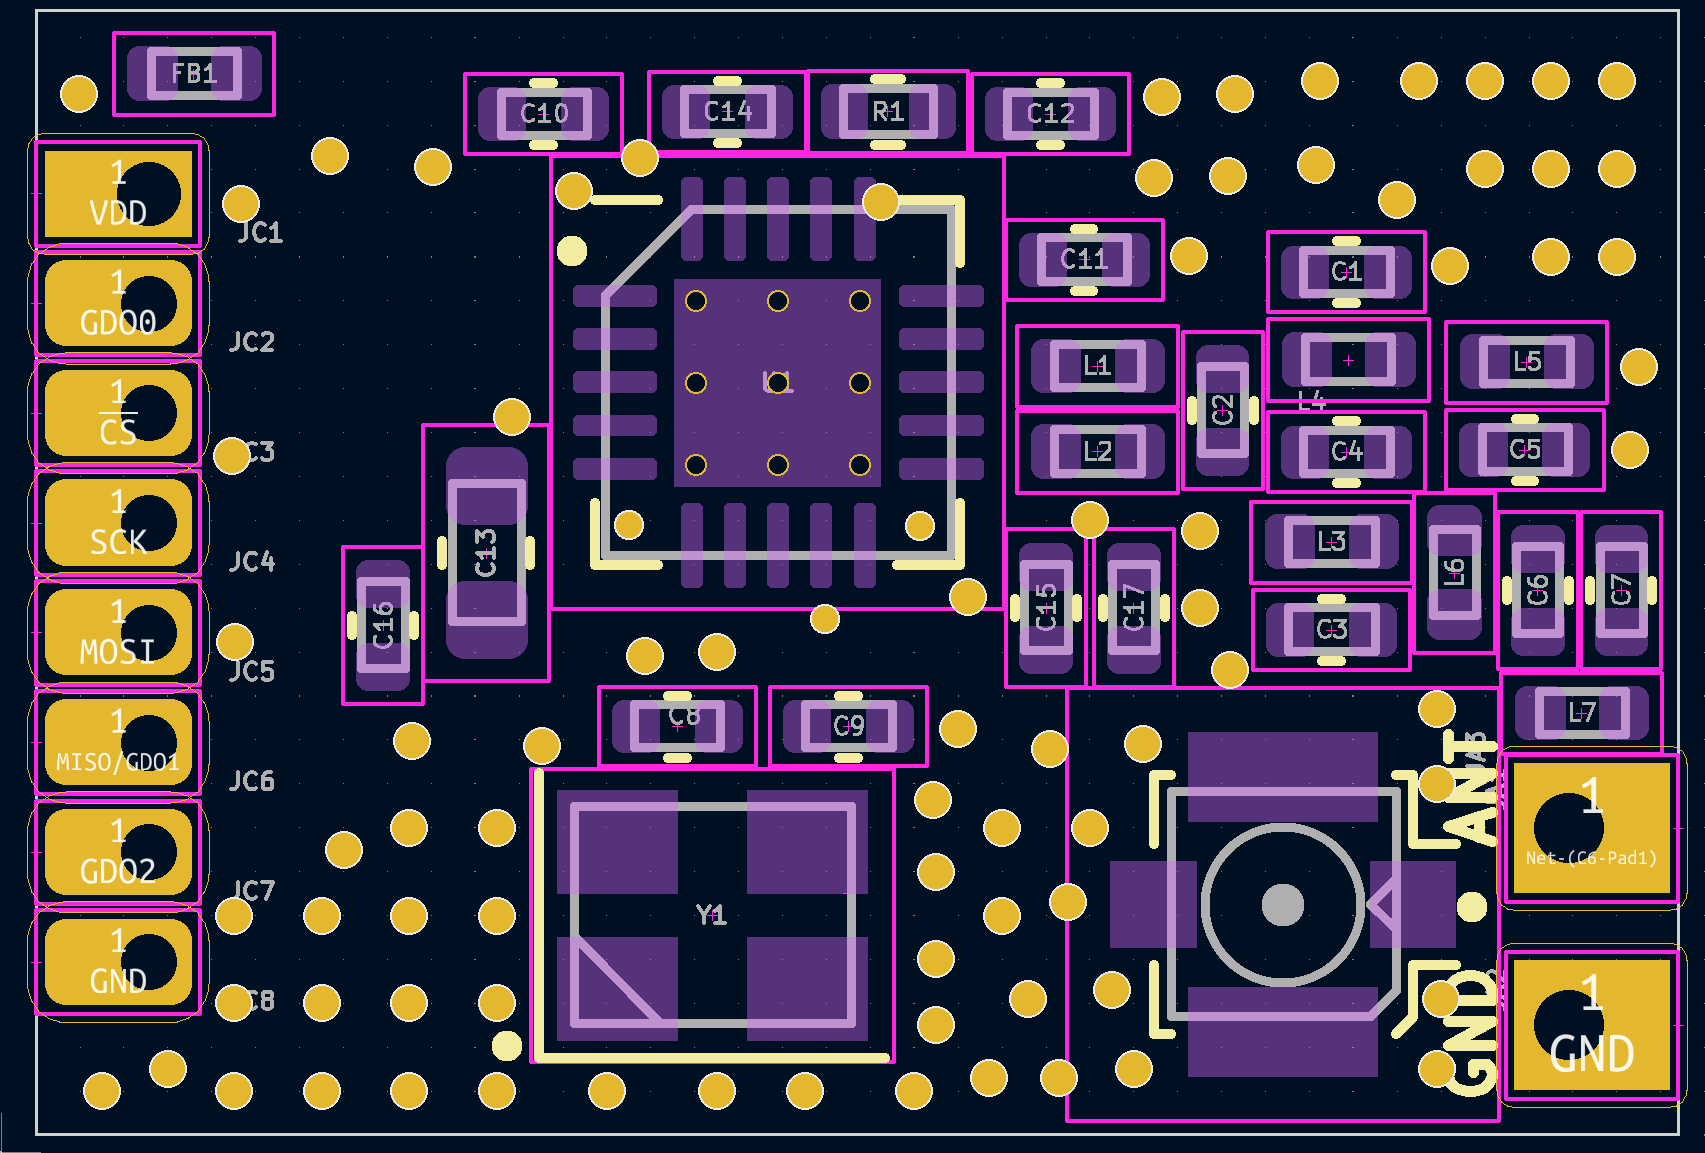 FB1
C10
C14
R1
C12
1
VDD
JC1
1
GDO0
JC2
1
CS
C3
1
SCK
JC4
1
MOSI
JC5
1
MISO/GDO1
JC6
1
GDO2
JC7
1
GND
C8
C16
C13
C11
C1
L1
L2
C2
L4
C4
L5
C5
C15
C17
L3
C3
L6
C6
C7
L7
C8
C9
Y1
ANT
1
Net-(C6-Pad1)
GND
1
GND